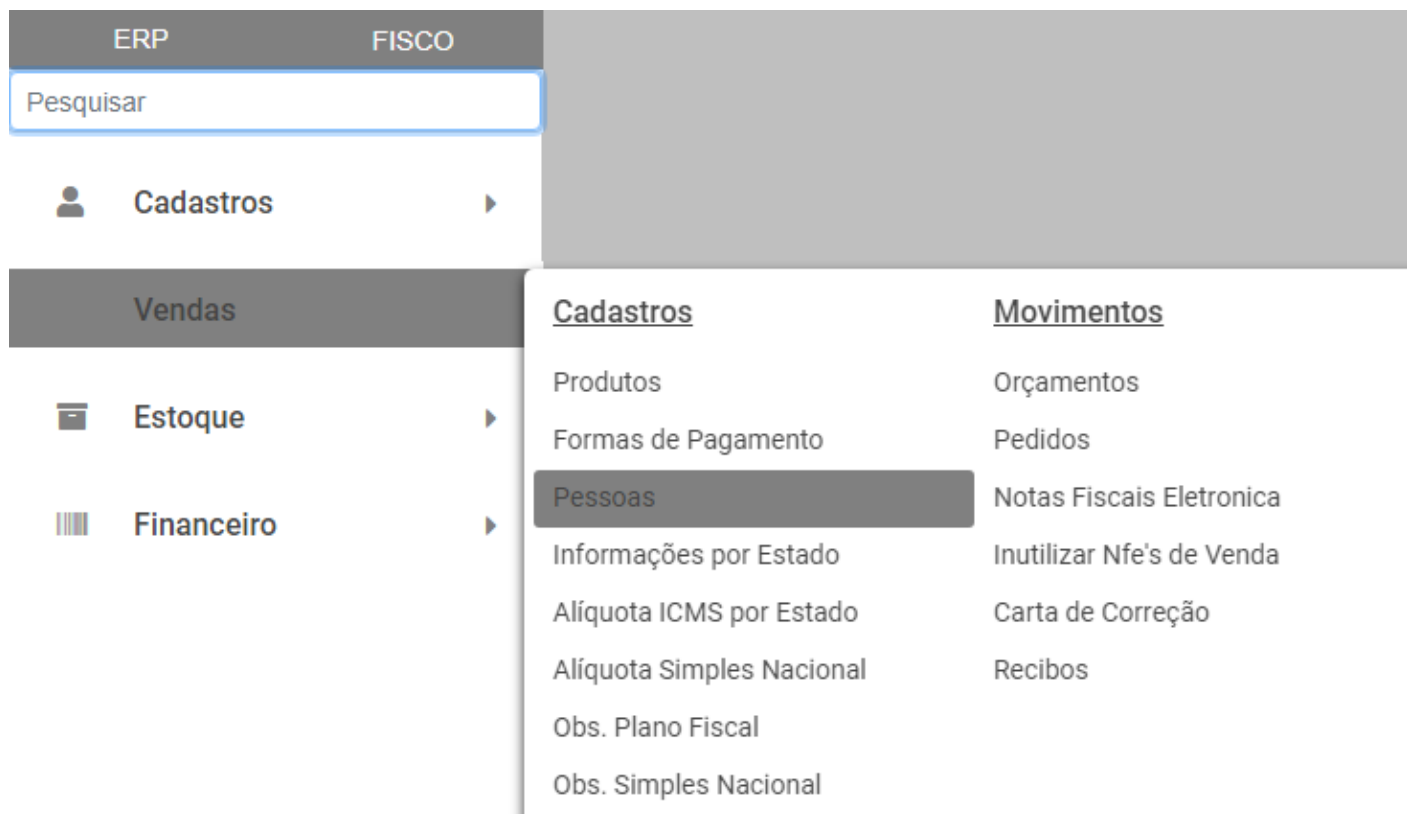 ERP FISCO
Pesquisar
Cadastros
Vendas
Estoque
Financeiro
Cadastros
Produtos
Formas de Pagamento
Pessoas
Informações por Estado
Alíquota ICMS por Estado
Alíquota Simples Nacional
Obs. Plano Fiscal
Obs. Simples Nacional
Movimentos
Orçamentos
Pedidos
Notas Fiscais Eletronica
Inutilizar Nfe's de Venda
Carta de Correção
Recibos